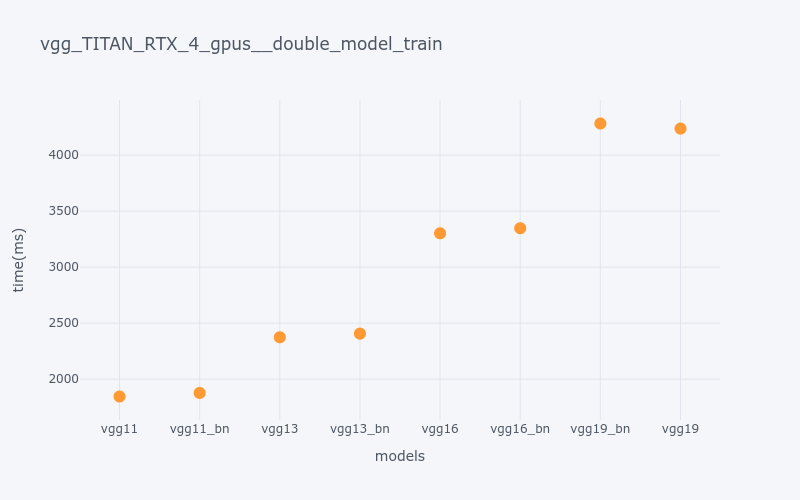 vgg_TITAN_RTX_4_gpus__double_model_train
time(ms)
4000
3500
3000
2500
2000
vgg11 vgg11_bn vgg13 vgg13_bn vgg16 vgg16_bn vgg19_bn vgg19
models